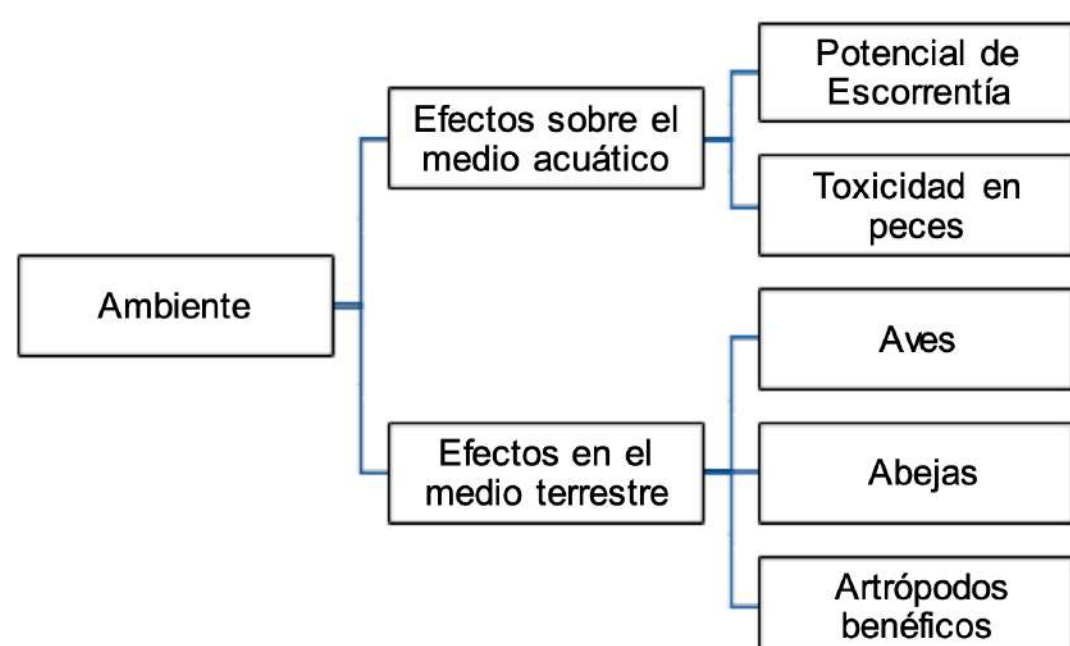 Potencial de
Escorrentía
Efectos sobre el
medio acuático
Toxicidad en
peces
Ambiente
Aves
Efectos en el
medio terrestre
Abejas
Artrópodos
benéficos